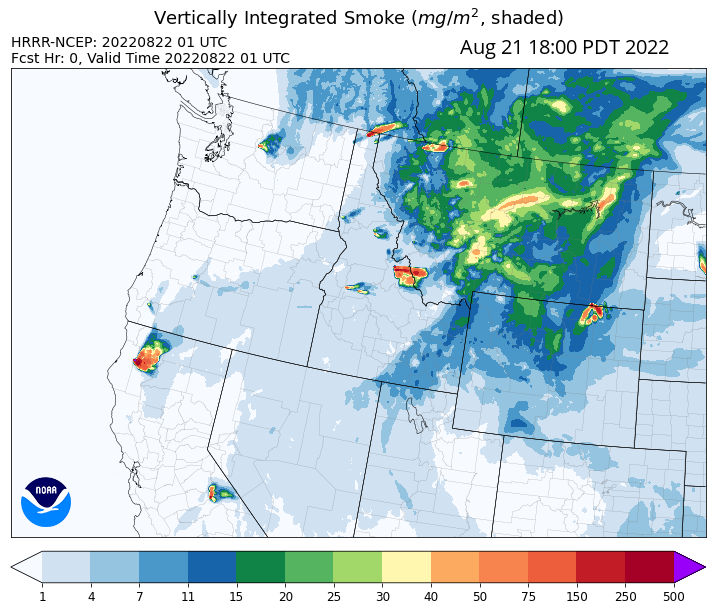 Vertically Integrated Smoke (mg/m², shaded)
HRRR-NCEP: 20220822 01 UTC
Fcst Hr: 0, Valid Time 20220822 01 UTC
Aug 21 18:00 PDT 2022
NOAA
1 4 7 11 15 20 25 30 40 50 75 150 250 500